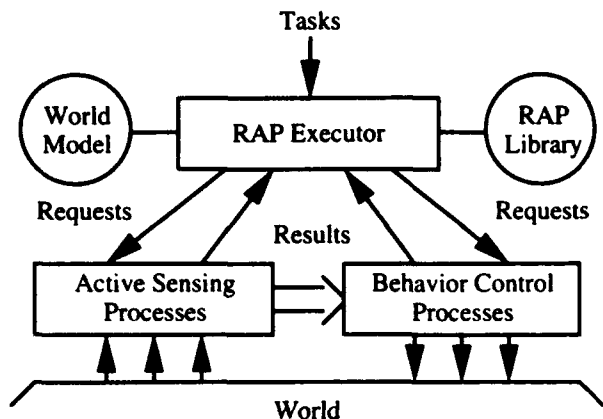 Tasks
World
Model
RAP Executor
RAP
Library
Requests
Requests
Results
Active Sensing
Processes
Behavior Control
Processes
World